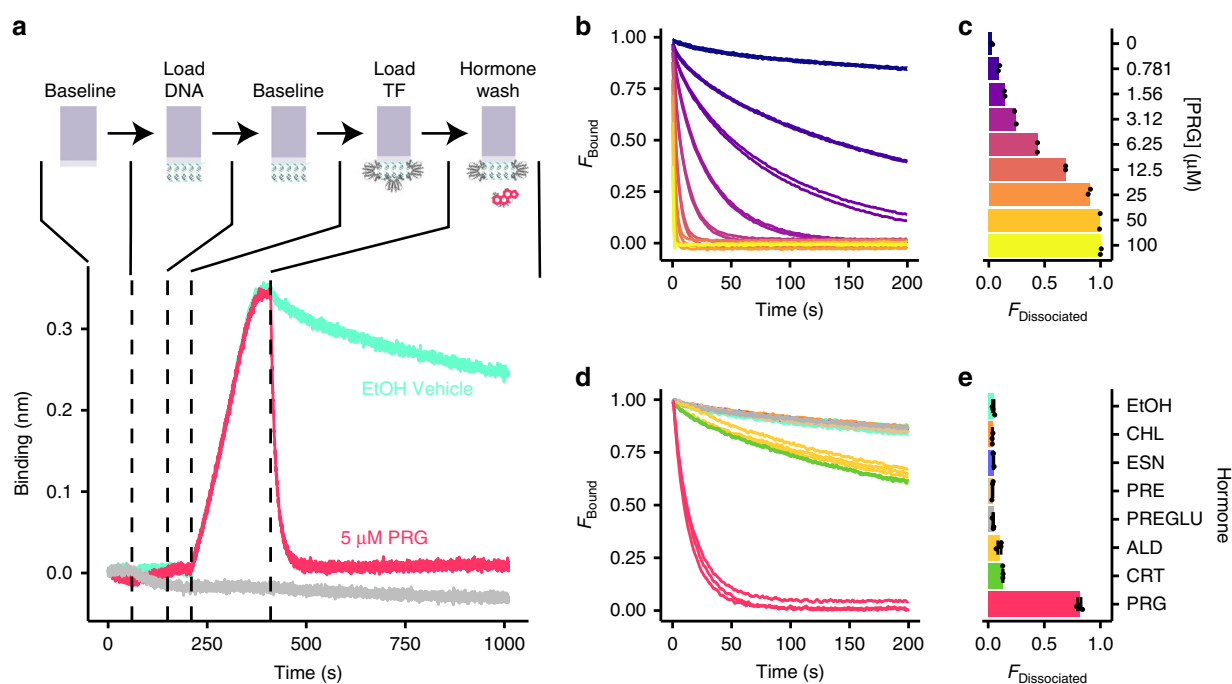 a
Baseline
Load
DNA
Baseline
Load
TF
Hormone
wash
Binding (nm)
0.3
0.2
0.1
0.0
EtOH Vehicle
5 μM PRG
0
250
500
750
1000
Time (s)
b
FBound
1.00
0.75
0.50
0.25
0.00
0
50
100
150
200
Time (s)
c
0
0.781
1.56
3.12
6.25
12.5
25
50
100
[PRG] (μM)
0.0
0.5
1.0
FDissociated
d
FBound
1.00
0.75
0.50
0.25
0.00
0
50
100
150
200
Time (s)
e
EtOH
CHL
ESN
PRE
PREGLU
ALD
CRT
PRG
Hormone
0.0
0.5
1.0
FDissociated